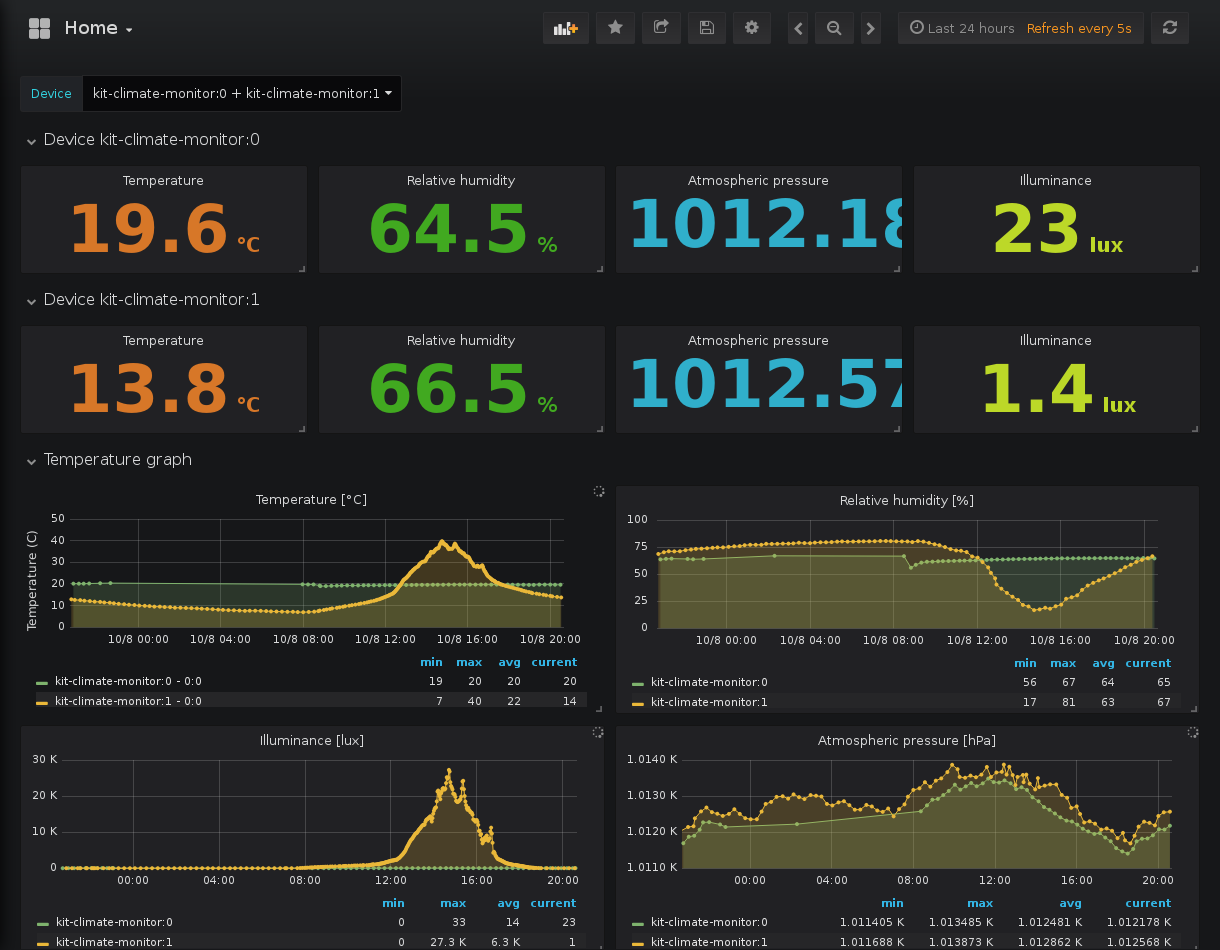 Home
Last 24 hours Refresh every 5s
Device kit-climate-monitor:0 + kit-climate-monitor:1
Device kit-climate-monitor:0
Temperature Relative humidity Atmospheric pressure Illuminance
19.6 °C 64.5 % 1012.18 23 lux
Device kit-climate-monitor:1
Temperature Relative humidity Atmospheric pressure Illuminance
13.8 °C 66.5 % 1012.57 1.4 lux
Temperature graph
Temperature [°C]
Temperature (C)
50
40
30
20
10
0
10/8 00:00 10/8 04:00 10/8 08:00 10/8 12:00 10/8 16:00 10/8 20:00
min max avg current
kit-climate-monitor:0 - 0:0 19 20 20 20
kit-climate-monitor:1 - 0:0 7 40 22 14
Relative humidity [%]
100
75
50
25
0
10/8 00:00 10/8 04:00 10/8 08:00 10/8 12:00 10/8 16:00 10/8 20:00
min max avg current
kit-climate-monitor:0 56 67 64 65
kit-climate-monitor:1 17 81 63 67
Illuminance [lux]
30 K
20 K
10 K
0
00:00 04:00 08:00 12:00 16:00 20:00
min max avg current
kit-climate-monitor:0 0 33 14 23
kit-climate-monitor:1 0 27.3 K 6.3 K 1
Atmospheric pressure [hPa]
1.0140 K
1.0130 K
1.0120 K
1.0110 K
00:00 04:00 08:00 12:00 16:00 20:00
min max avg current
kit-climate-monitor:0 1.011405 K 1.013485 K 1.012481 K 1.012178 K
kit-climate-monitor:1 1.011688 K 1.013873 K 1.012862 K 1.012568 K